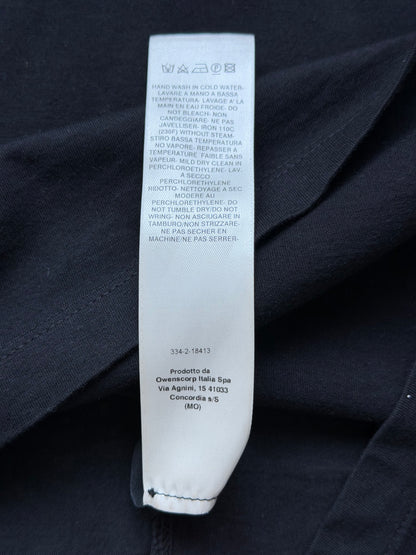 HAND WASH IN COLD WATER-
LAVARE A MANO A BASSA
TEMPERATURA- LAVAGE À LA
MAIN EN EAU FROIDE- DO
NOT BLEACH- NON
CANDEGGIARE- NE PAS
JAVELLISER- IRON 110C
(230F) WITHOUT STEAM-
STIRO BASSA TEMPERATURA
NO VAPORE- REPASSER A
TEMPÉRATURE FAIBLE SANS
VAPEUR- MILD DRY CLEAN IN
PERCHLOROETHYLENE- LAV.
A SECCO
PERCHLOROETHYLENE
RIDOTTO- NETTOYAGE A SEC
MODERE AU
PERCHLORETHYLENE- DO
NOT TUMBLE DRY/DO NOT
WRING- NON ASCIUGARE IN
TAMBURO/NON STRIZZARE-
NE PAS SECHER EN
MACHINE/NE PAS SERRER-
334-2-18413
Prodotto da
Owenscorp Italia Spa
Via Agnini, 15 41033
Concordia s/S
(MO)